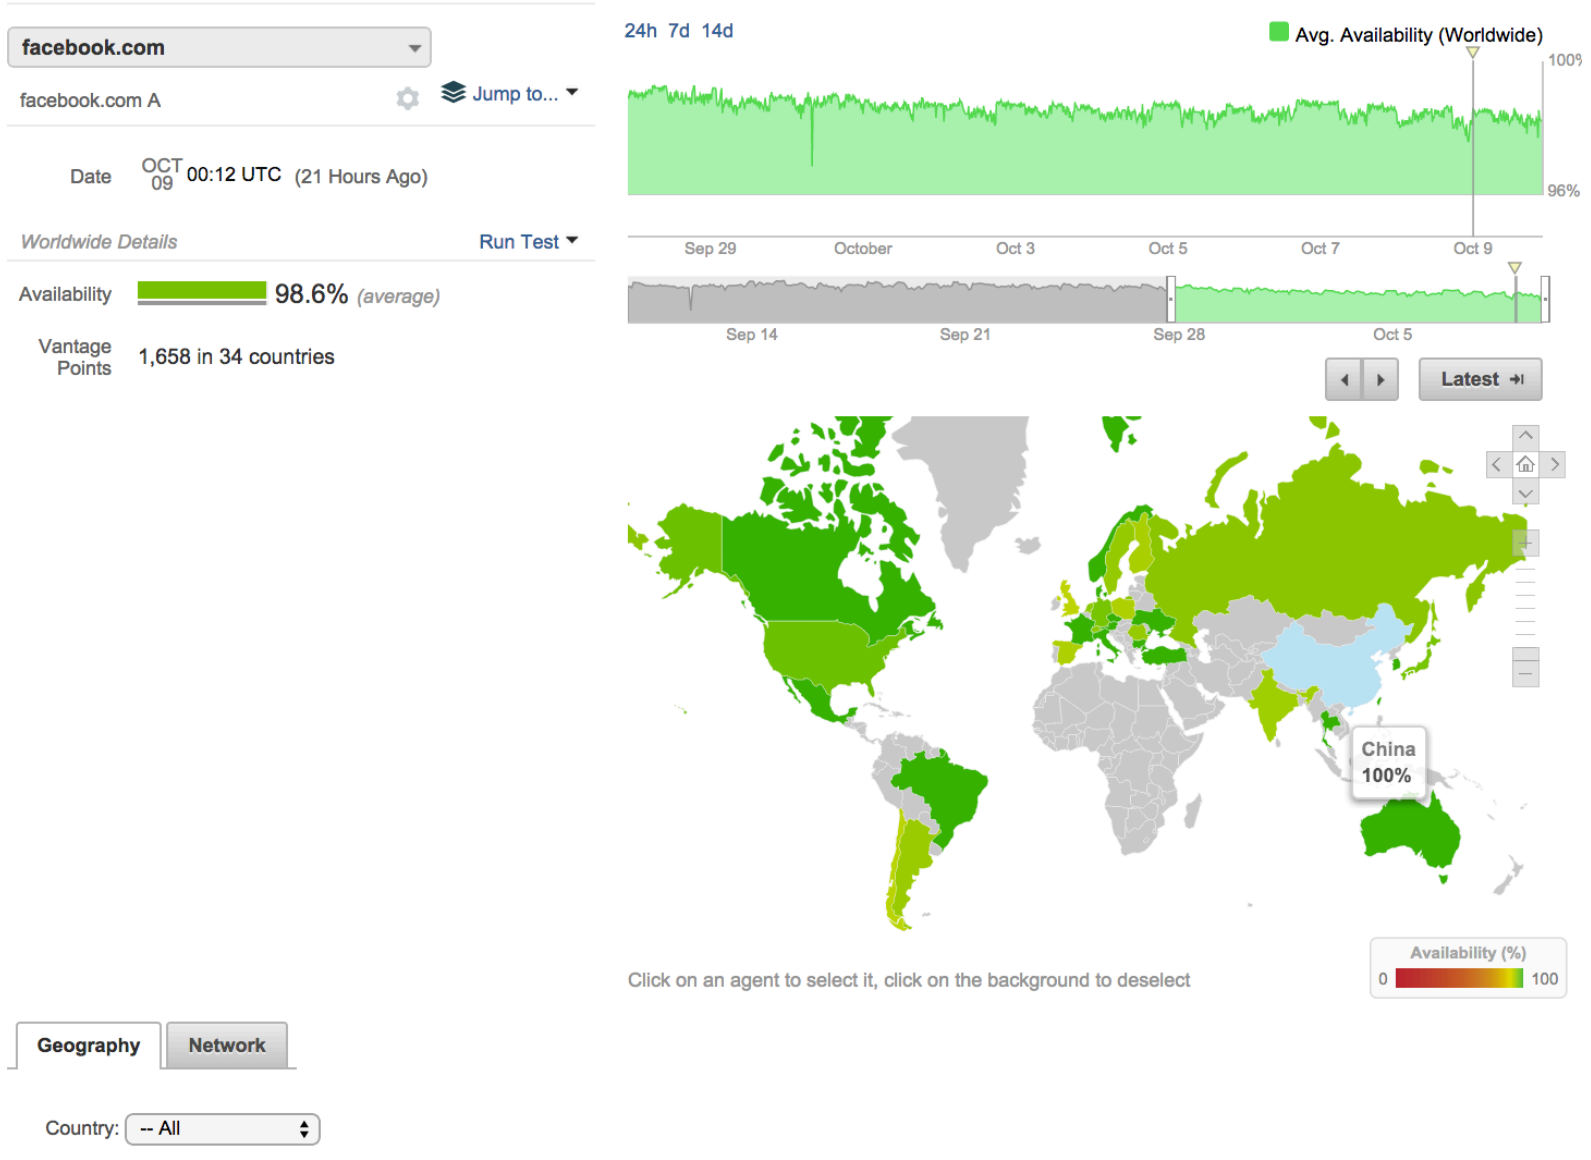 facebook.com
facebook.com A
Jump to...
Date OCT 09 00:12 UTC (21 Hours Ago)
Worldwide Details Run Test
Availability 98.6% (average)
Vantage Points 1,658 in 34 countries
24h 7d 14d
Avg. Availability (Worldwide)
100%
96%
Sep 29 October Oct 3 Oct 5 Oct 7 Oct 9
Sep 14 Sep 21 Sep 28 Oct 5
Latest
China
100%
Availability (%)
0 100
Click on an agent to select it, click on the background to deselect
Geography Network
Country: -- All